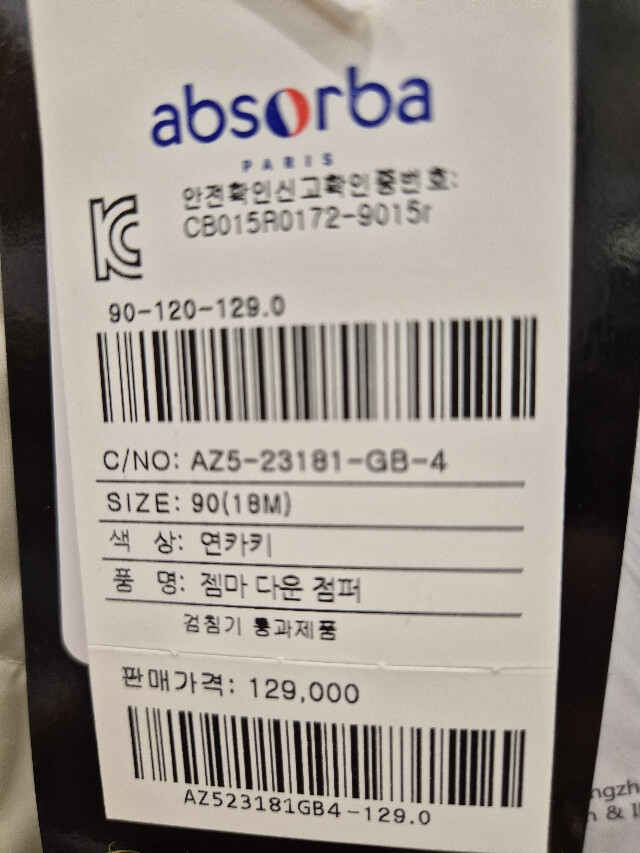 absorba
PARIS
안전확인신고확인증번호:
CB015R0172-9015r
90-120-129.0
C/NO: AZ5-23181-GB-4
SIZE: 90(18M)
색 상: 연카키
품 명: 젬마 다운 점퍼
검침기 통과제품
판매가격: 129,000
AZ523181GB4-129.0